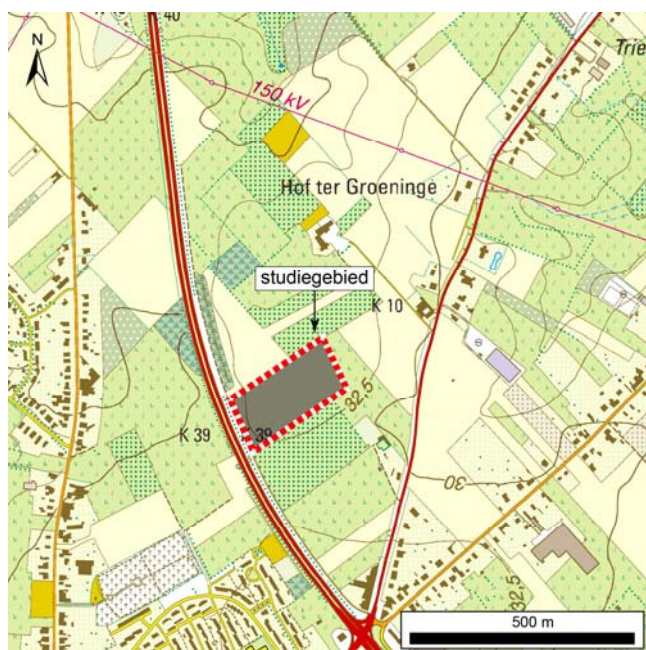 40
N
Trie
150 kV
Hof ter Groeninge
studiegebied
K 10
32,5
K 39
39
30
500 m
32,5